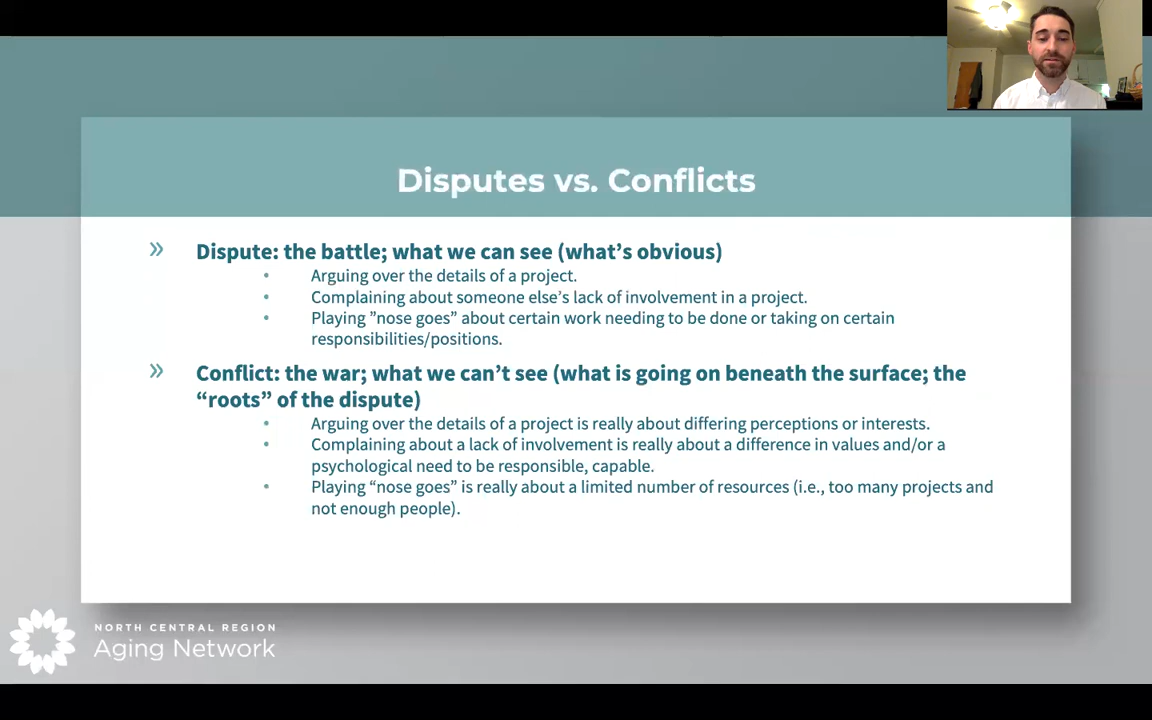 Disputes vs. Conflicts
» Dispute: the battle; what we can see (what’s obvious)
• Arguing over the details of a project.
• Complaining about someone else’s lack of involvement in a project.
• Playing ”nose goes” about certain work needing to be done or taking on certain
responsibilities/positions.
» Conflict: the war; what we can’t see (what is going on beneath the surface; the
“roots” of the dispute)
• Arguing over the details of a project is really about differing perceptions or interests.
• Complaining about a lack of involvement is really about a difference in values and/or a
psychological need to be responsible, capable.
• Playing “nose goes” is really about a limited number of resources (i.e., too many projects and
not enough people).
NORTH CENTRAL REGION
Aging Network